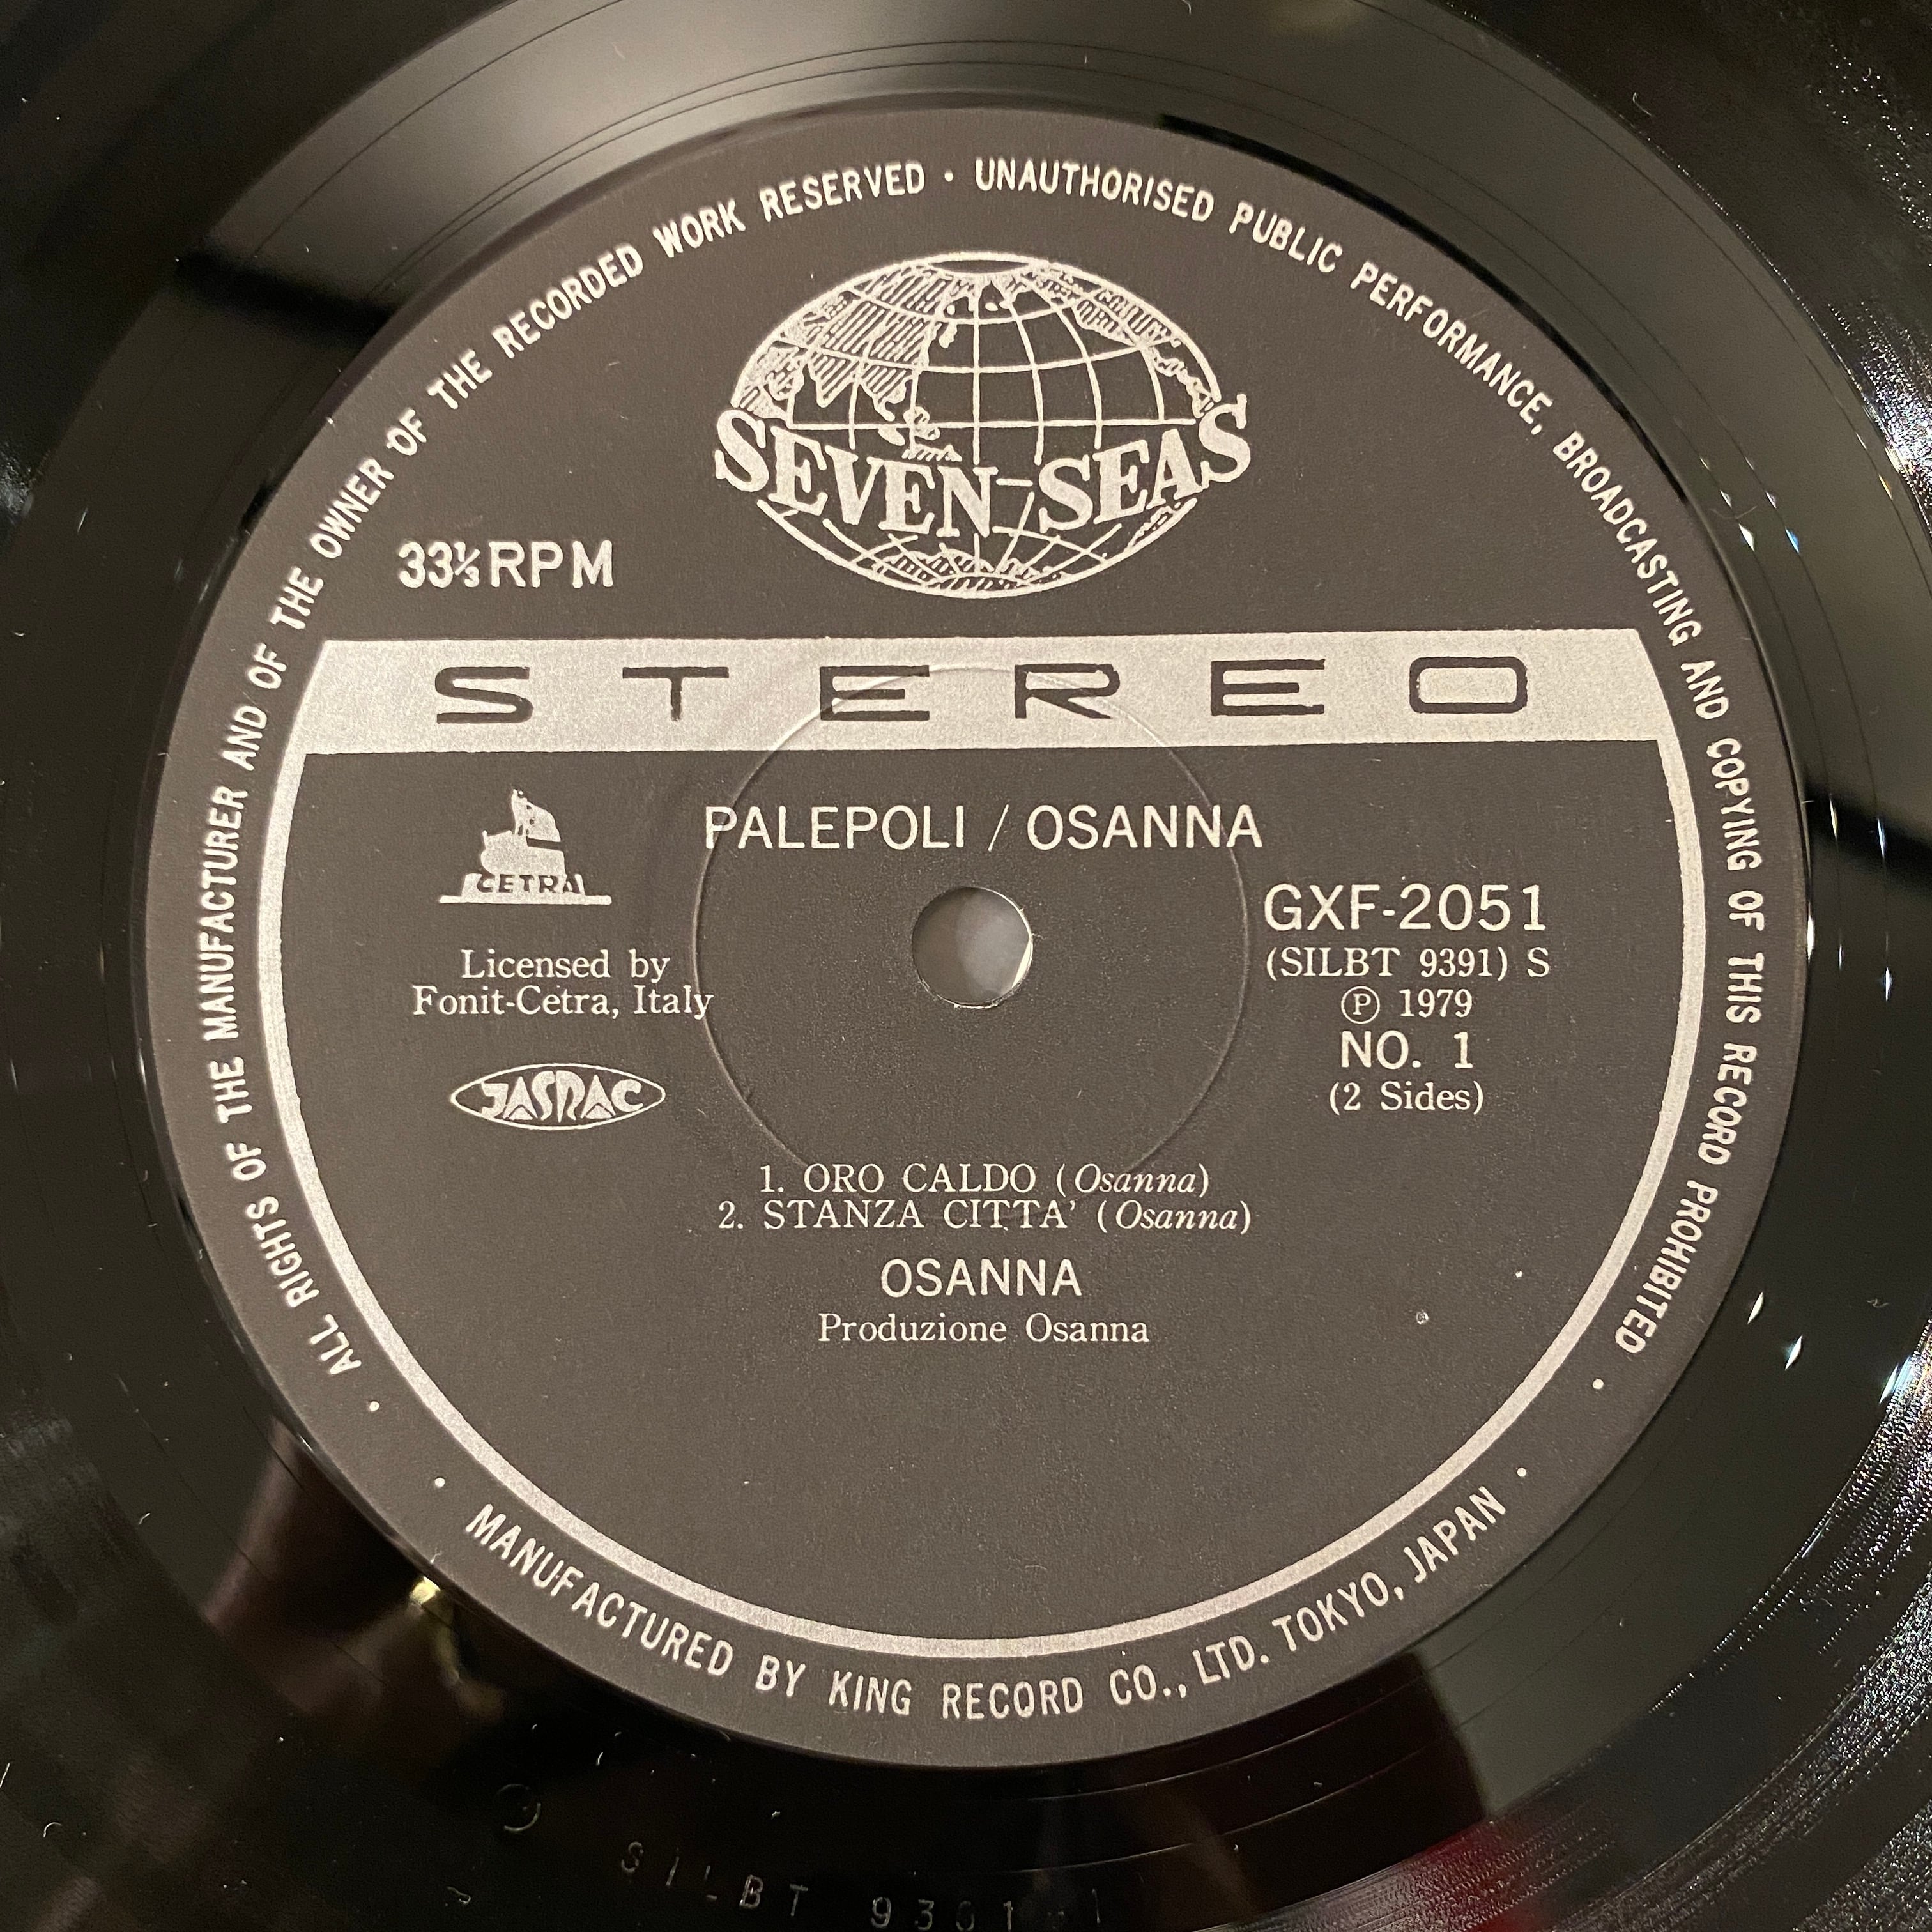 ALL RIGHTS OF THE MANUFACTURER AND OF THE OWNER OF THE RECORDED WORK RESERVED · UNAUTHORISED PUBLIC PERFORMANCE, BROADCASTING AND COPYING OF THIS RECORD PROHIBITED ·
SEVEN SEAS
33⅓ RPM
STEREO
CETRA
PALEPOLI / OSANNA
Licensed by
Fonit-Cetra, Italy
JASRAC
GXF-2051
(SILBT 9391) S
Ⓟ 1979
NO. 1
(2 Sides)
1. ORO CALDO (Osanna)
2. STANZA CITTA' (Osanna)
OSANNA
Produzione Osanna
· MANUFACTURED BY KING RECORD CO., LTD. TOKYO, JAPAN ·
SILBT